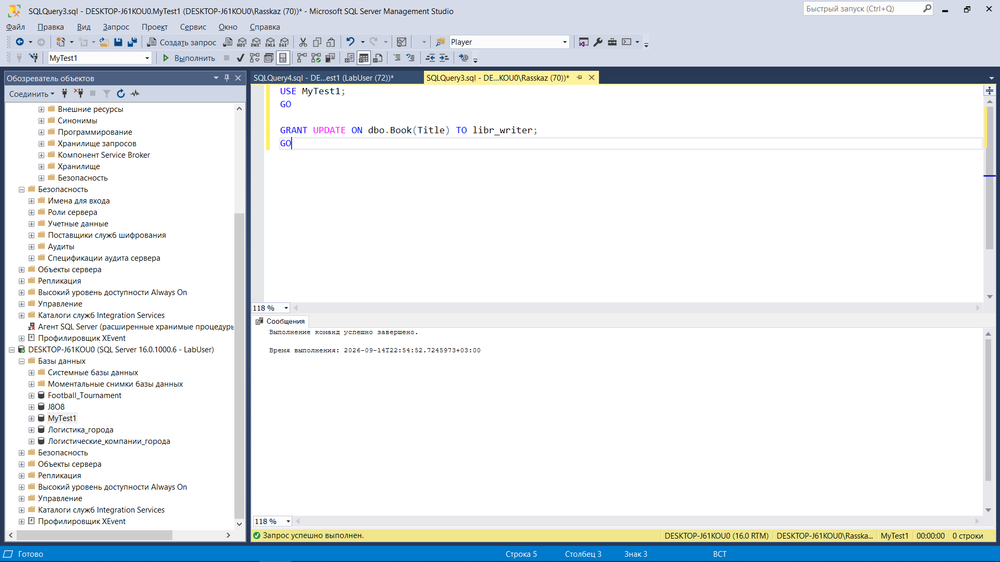 SQLQuery3.sql - DESKTOP-J61KOU0.MyTest1 (DESKTOP-J61KOU0\Rasskaz (70))* - Microsoft SQL Server Management Studio
Быстрый запуск (Ctrl+Q)
Файл Правка Вид Запрос Проект Сервис Окно Справка
Создать запрос MDX DMX XMLA DAX Player
MyTest1 Выполнить
Обозреватель объектов
Соединить
Внешние ресурсы
Синонимы
Программирование
Хранилище запросов
Компонент Service Broker
Хранилище
Безопасность
Безопасность
Имена для входа
Роли сервера
Учетные данные
Поставщики служб шифрования
Аудиты
Спецификации аудита сервера
Объекты сервера
Репликация
Высокий уровень доступности Always On
Управление
Каталоги служб Integration Services
Агент SQL Server (расширенные хранимые процедуры
Профилировщик XEvent
DESKTOP-J61KOU0 (SQL Server 16.0.1000.6 - LabUser)
Базы данных
Системные базы данных
Моментальные снимки базы данных
Football_Tournament
J8O8
MyTest1
Логистика_города
Логистические_компании_города
Безопасность
Объекты сервера
Репликация
Высокий уровень доступности Always On
Управление
Каталоги служб Integration Services
Профилировщик XEvent
SQLQuery4.sql - DE...est1 (LabUser (72))* SQLQuery3.sql - DE...KOU0\Rasskaz (70))*
USE MyTest1;
GO
GRANT UPDATE ON dbo.Book(Title) TO libr_writer;
GO
118 %
Сообщения
Выполнение команд успешно завершено.
Время выполнения: 2026-09-14T22:54:52.7245973+03:00
118 %
Запрос успешно выполнен. DESKTOP-J61KOU0 (16.0 RTM) DESKTOP-J61KOU0\Rasska... MyTest1 00:00:00 0 строки
Готово Строка 5 Столбец 3 Знак 3 ВСТ